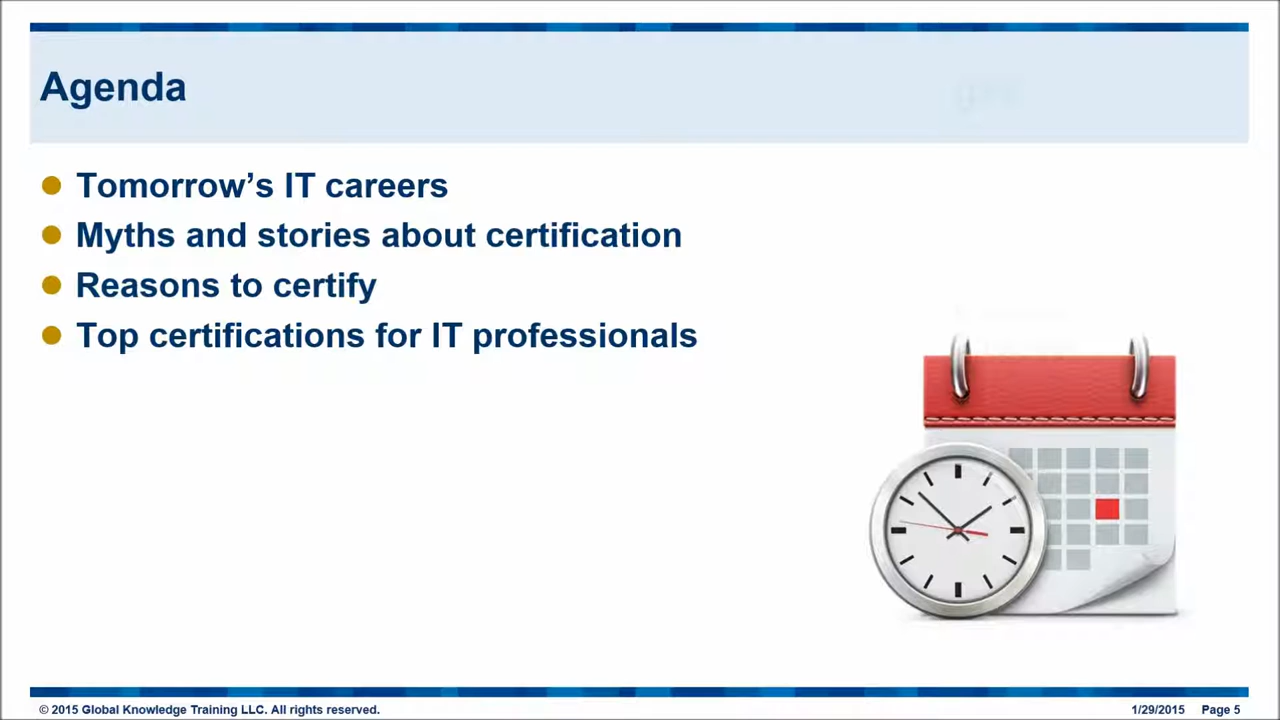 Agenda
Tomorrow’s IT careers
Myths and stories about certification
Reasons to certify
Top certifications for IT professionals
© 2015 Global Knowledge Training LLC. All rights reserved.
1/29/2015 Page 5